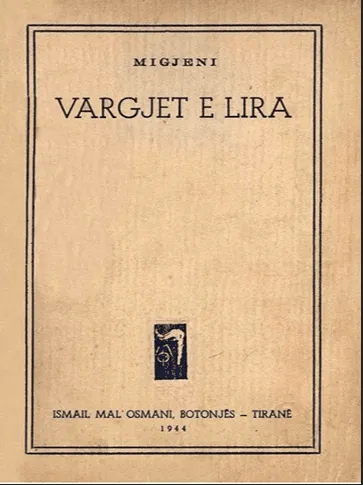 MIGJENI
VARGJET E LIRA
ISMAIL MAL' OSMANI, BOTONJËS – TIRANË
1944